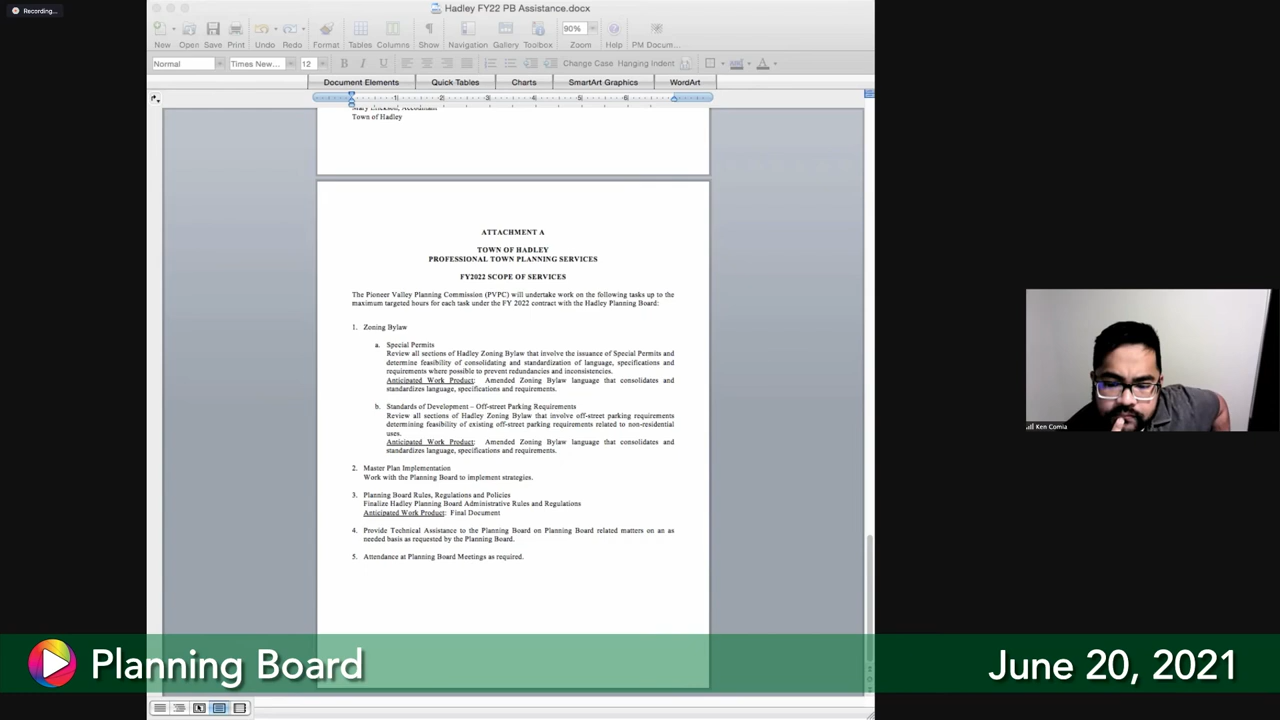 Recording...
Hadley FY22 PB Assistance.docx
New Open Save Print Undo Redo Format Tables Columns Show Navigation Gallery Toolbox Zoom Help PM Docum...
90%
Normal Times New... 12 B I U Change Case Hanging Indent
Document Elements Quick Tables Charts SmartArt Graphics WordArt
Town of Hadley
ATTACHMENT A
TOWN OF HADLEY
PROFESSIONAL TOWN PLANNING SERVICES
FY2022 SCOPE OF SERVICES
The Pioneer Valley Planning Commission (PVPC) will undertake work on the following tasks up to the
maximum targeted hours for each task under the FY 2022 contract with the Hadley Planning Board:
1. Zoning Bylaw
a. Special Permits
Review all sections of Hadley Zoning Bylaw that involve the issuance of Special Permits and
determine feasibility of consolidating and standardization of language, specifications and
requirements where possible to prevent redundancies and inconsistencies.
Anticipated Work Product: Amended Zoning Bylaw language that consolidates and
standardizes language, specifications and requirements.
b. Standards of Development – Off-street Parking Requirements
Review all sections of Hadley Zoning Bylaw that involve off-street parking requirements
determining feasibility of existing off-street parking requirements related to non-residential
uses.
Anticipated Work Product: Amended Zoning Bylaw language that consolidates and
standardizes language, specifications and requirements.
2. Master Plan Implementation
Work with the Planning Board to implement strategies.
3. Planning Board Rules, Regulations and Policies
Finalize Hadley Planning Board Administrative Rules and Regulations
Anticipated Work Product: Final Document
4. Provide Technical Assistance to the Planning Board on Planning Board related matters on an as
needed basis as requested by the Planning Board.
5. Attendance at Planning Board Meetings as required.
Ken Comia
Planning Board
June 20, 2021